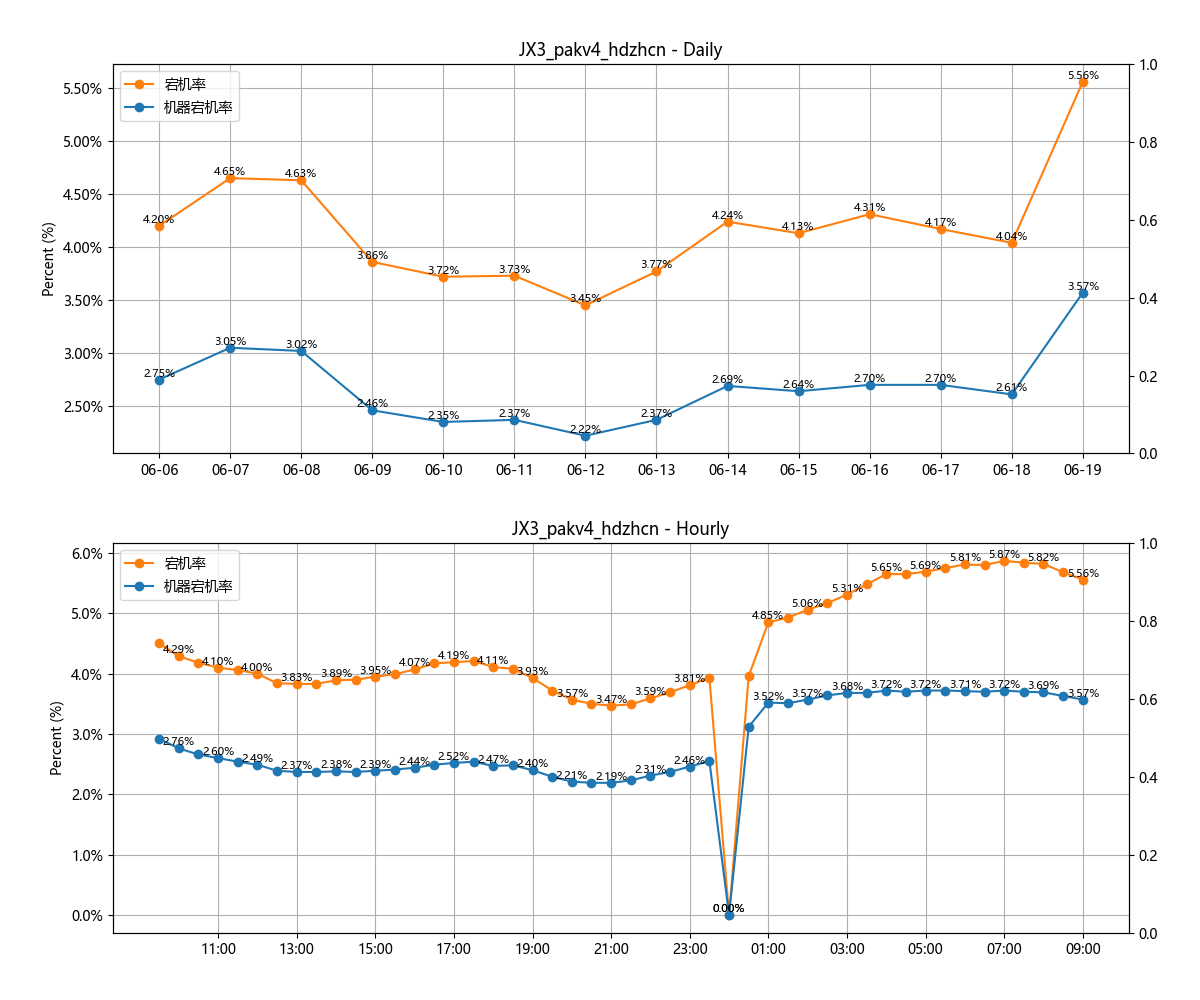 JX3_pakv4_hdzhcn - Daily
宕机率
机器宕机率
Percent (%)
5.50%
5.00%
4.50%
4.00%
3.50%
3.00%
2.50%
1.0
0.8
0.6
0.4
0.2
0.0
4.20% 4.65% 4.63% 3.86% 3.72% 3.73% 3.45% 3.77% 4.24% 4.13% 4.31% 4.17% 4.04% 5.56%
2.75% 3.05% 3.02% 2.46% 2.35% 2.37% 2.22% 2.37% 2.69% 2.64% 2.70% 2.70% 2.61% 3.57%
06-06 06-07 06-08 06-09 06-10 06-11 06-12 06-13 06-14 06-15 06-16 06-17 06-18 06-19
JX3_pakv4_hdzhcn - Hourly
宕机率
机器宕机率
Percent (%)
6.0%
5.0%
4.0%
3.0%
2.0%
1.0%
0.0%
1.0
0.8
0.6
0.4
0.2
0.0
4.29% 4.10% 4.00% 3.83% 3.89% 3.95% 4.07% 4.19% 4.11% 3.93% 3.57% 3.47% 3.59% 3.81% 0.00% 4.85% 5.06% 5.31% 5.65% 5.69% 5.81% 5.87% 5.82% 5.56%
2.76% 2.60% 2.49% 2.37% 2.38% 2.39% 2.44% 2.52% 2.47% 2.40% 2.21% 2.19% 2.31% 2.46% 0.00% 3.52% 3.57% 3.68% 3.72% 3.72% 3.71% 3.72% 3.69% 3.57%
11:00 13:00 15:00 17:00 19:00 21:00 23:00 01:00 03:00 05:00 07:00 09:00